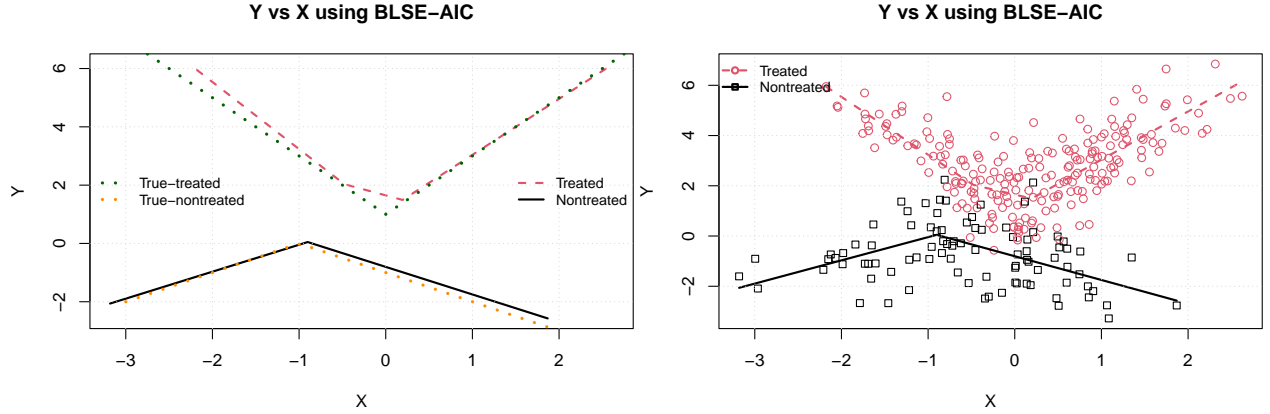 Y vs X using BLSE−AIC
Y
6
4
2
0
−2
True−treated
True−nontreated
Treated
Nontreated
−3
−2
−1
0
1
2
X
Y vs X using BLSE−AIC
Y
6
4
2
0
−2
Treated
Nontreated
−3
−2
−1
0
1
2
X